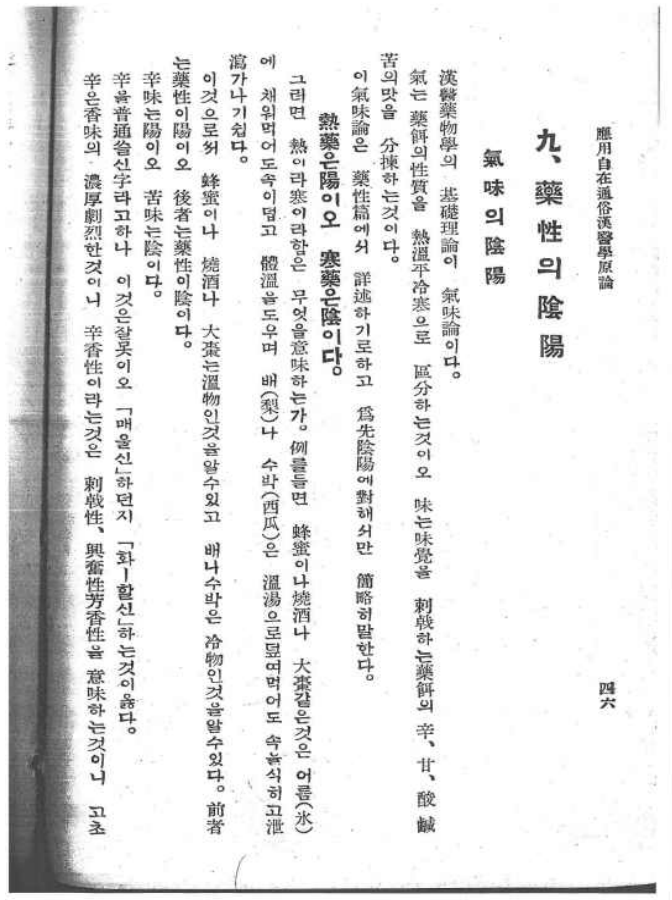 應用自在通俗漢醫學原論
四六
九、藥性의陰陽
氣味의陰陽
漢醫藥物學의 基礎理論이 氣味論이다。
氣는 藥餌의性質을 熱溫平冷寒으로 區分하는것이오 味는味覺을 刺戟하는藥餌의 辛、甘、酸鹹
苦의맛을 分揀하는것이다。
이氣味論은 藥性篇에서 詳述하기로하고 爲先陰陽에對해서만 簡略히말한다。
熱藥은陽이오 寒藥은陰이다。
그러면 熱이라寒이라함은 무엇을意味하는가。例를들면 蜂蜜이나燒酒나 大棗같은것은 어름(氷)
에 채워먹어도속이덥고 體溫을도우며 배(梨)나 수박(西瓜)은 溫湯으로덮여먹어도 속을식히고泄
瀉가나기쉽다。
이것으로써 蜂蜜이나 燒酒나 大棗는溫物인것을알수있고 배나수박은 冷物인것을알수있다。前者
는藥性이陽이오 後者는藥性이陰이다。
辛味는陽이오 苦味는陰이다。
辛을普通쓸신字라고하나 이것은잘못이오 「매울신」하던지 「화ー할신」하는것이옳다。
辛은香味의 濃厚劇烈한것이니 辛香性이라는것은 刺戟性、興奮性芳香性을 意味하는것이니 고초